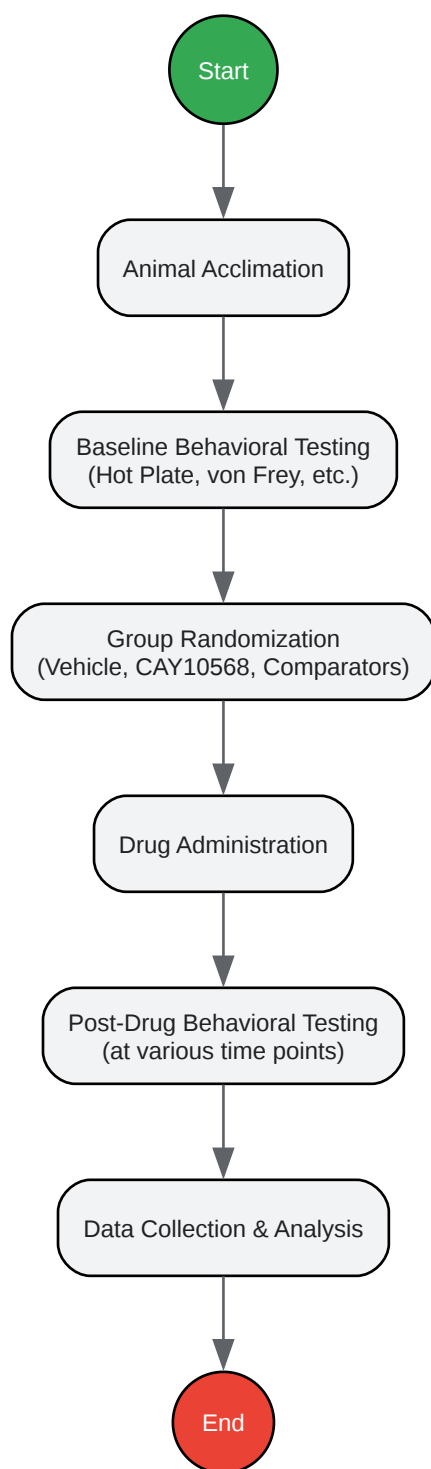 Start
Animal Acclimation
Baseline Behavioral Testing
(Hot Plate, von Frey, etc.)
Group Randomization
(Vehicle, CAY10568, Comparators)
Drug Administration
Post-Drug Behavioral Testing
(at various time points)
Data Collection & Analysis
End